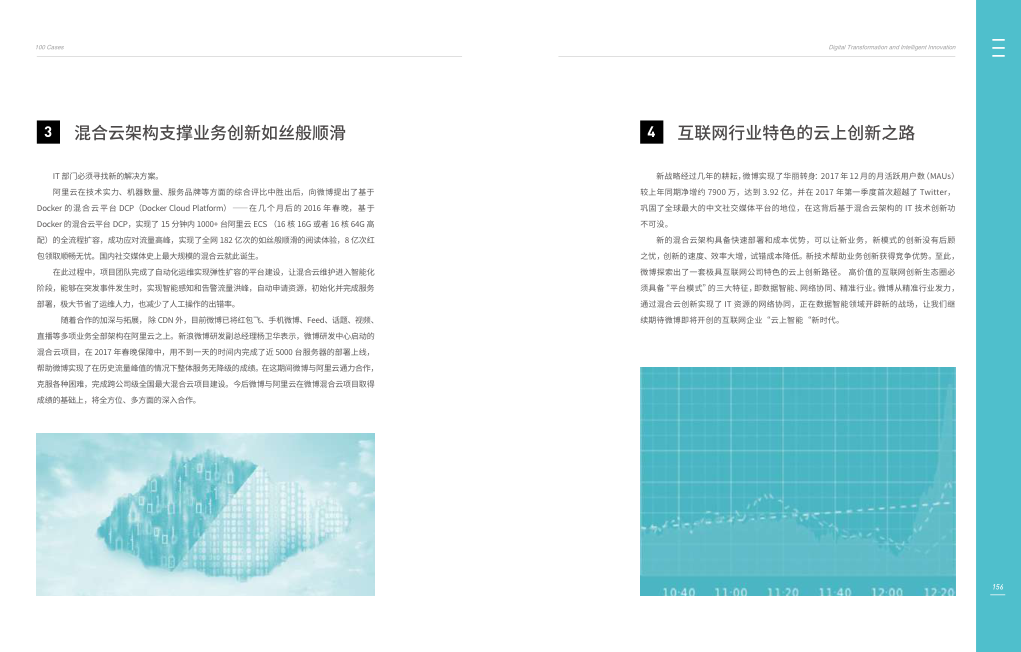 100 Cases
3 混合云架构支撑业务创新如丝般顺滑
IT 部门必须寻找新的解决方案。
阿里云在技术实力、机器数量、服务品牌等方面的综合评比中胜出后，向微博提出了基于
Docker 的混合云平台 DCP（Docker Cloud Platform）——在几个月后的 2016 年春晚，基于
Docker 的混合云平台 DCP，实现了 15 分钟内 1000+ 台阿里云 ECS （16 核 16G 或者 16 核 64G 高
配）的全流程扩容，成功应对流量高峰，实现了全网 182 亿次的如丝般顺滑的阅读体验，8 亿次红
包领取顺畅无忧。国内社交媒体史上最大规模的混合云就此诞生。
在此过程中，项目团队完成了自动化运维实现弹性扩容的平台建设，让混合云维护进入智能化
阶段，能够在突发事件发生时，实现智能感知和告警流量洪峰，自动申请资源，初始化并完成服务
部署，极大节省了运维人力，也减少了人工操作的出错率。
随着合作的加深与拓展，除 CDN 外，目前微博已将红包飞、手机微博、Feed、话题、视频、
直播等多项业务全部架构在阿里云之上。新浪微博研发副总经理杨卫华表示，微博研发中心启动的
混合云项目，在 2017 年春晚保障中，用不到一天的时间内完成了近 5000 台服务器的部署上线，
帮助微博实现了在历史流量峰值的情况下整体服务无降级的成绩。在这期间微博与阿里云通力合作，
克服各种困难，完成跨公司级全国最大混合云项目建设。今后微博与阿里云在微博混合云项目取得
成绩的基础上，将全方位、多方面的深入合作。
Digital Transformation and Intelligent Innovation
4 互联网行业特色的云上创新之路
新战略经过几年的耕耘，微博实现了华丽转身：2017 年 12 月的月活跃用户数（MAUs）
较上年同期净增约 7900 万，达到 3.92 亿，并在 2017 年第一季度首次超越了 Twitter，
巩固了全球最大的中文社交媒体平台的地位，在这背后基于混合云架构的 IT 技术创新功
不可没。
新的混合云架构具备快速部署和成本优势，可以让新业务、新模式的创新没有后顾
之忧，创新的速度、效率大增，试错成本降低。新技术帮助业务创新获得竞争优势。至此，
微博探索出了一套极具互联网公司特色的云上创新路径。 高价值的互联网创新生态圈必
须具备“平台模式”的三大特征，即数据智能、网络协同、精准行业。微博从精准行业发力，
通过混合云创新实现了 IT 资源的网络协同，正在数据智能领域开辟新的战场，让我们继
续期待微博即将开创的互联网企业“云上智能“新时代。
10:40 11:00 11:20 11:40 12:00 12:20
156